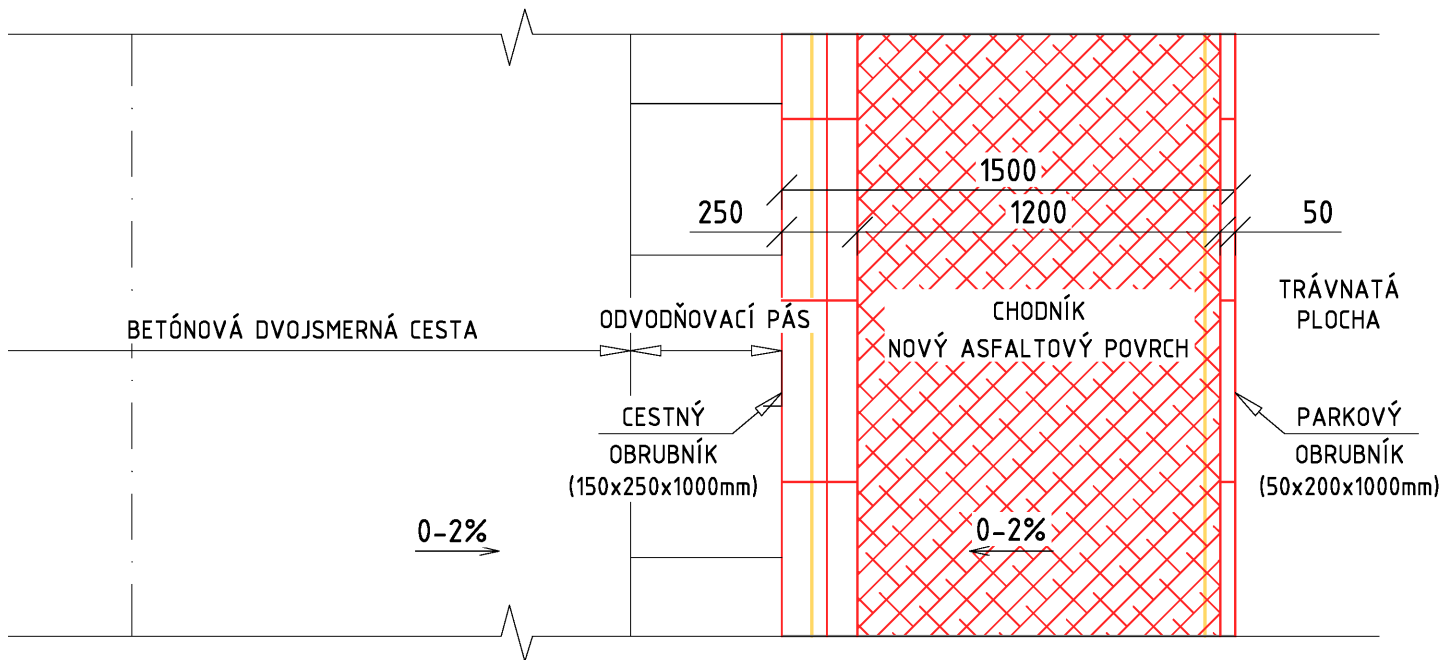 1500
250
1200
50
BETÓNOVÁ DVOJSMERNÁ CESTA
ODVODŇOVACÍ PÁS
CHODNÍK
NOVÝ ASFALTOVÝ POVRCH
TRÁVNATÁ
PLOCHA
CESTNÝ
OBRUBNÍK
(150x250x1000mm)
PARKOVÝ
OBRUBNÍK
(50x200x1000mm)
0-2%
0-2%